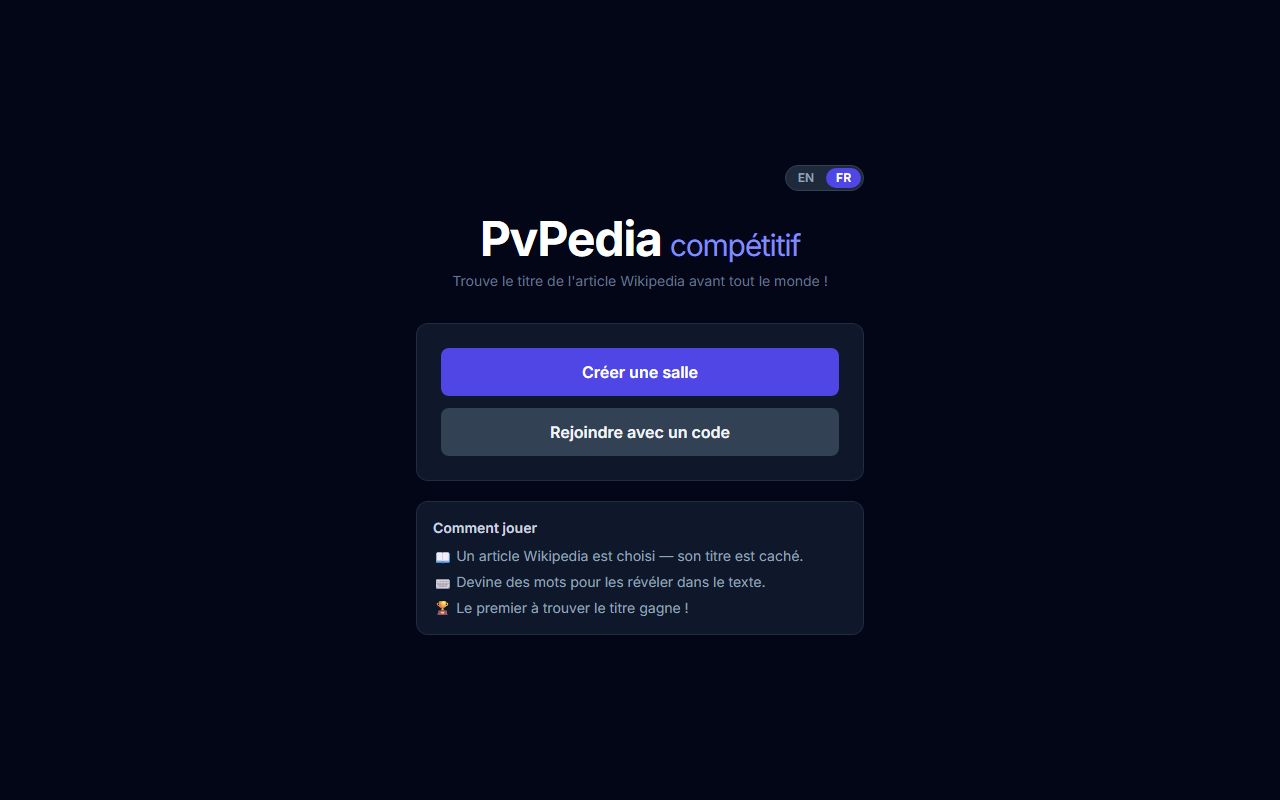 EN FR
PvPedia compétitif
Trouve le titre de l'article Wikipedia avant tout le monde !
Créer une salle
Rejoindre avec un code
Comment jouer
Un article Wikipedia est choisi — son titre est caché.
Devine des mots pour les révéler dans le texte.
Le premier à trouver le titre gagne !